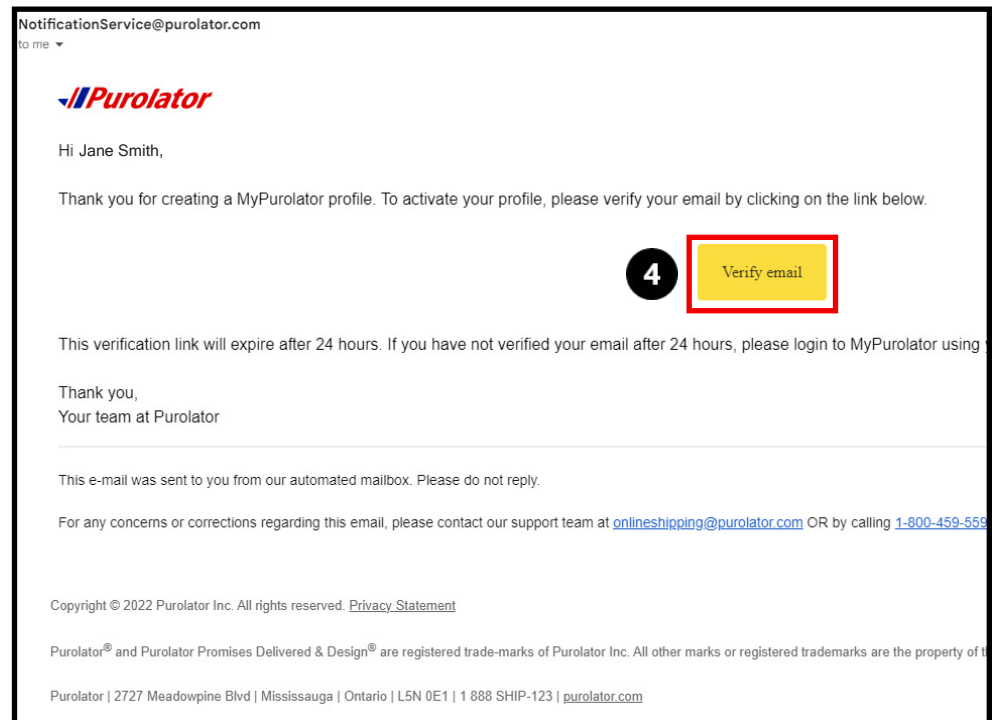 NotificationService@purolator.com
to me
Purolator
Hi Jane Smith,
Thank you for creating a MyPurolator profile. To activate your profile, please verify your email by clicking on the link below.
4
Verify email
This verification link will expire after 24 hours. If you have not verified your email after 24 hours, please login to MyPurolator using
Thank you,
Your team at Purolator
This e-mail was sent to you from our automated mailbox. Please do not reply.
For any concerns or corrections regarding this email, please contact our support team at onlineshipping@purolator.com OR by calling 1-800-459-559
Copyright © 2022 Purolator Inc. All rights reserved. Privacy Statement
Purolator® and Purolator Promises Delivered & Design® are registered trade-marks of Purolator Inc. All other marks or registered trademarks are the property of
Purolator | 2727 Meadowpine Blvd | Mississauga | Ontario | L5N 0E1 | 1 888 SHIP-123 | purolator.com